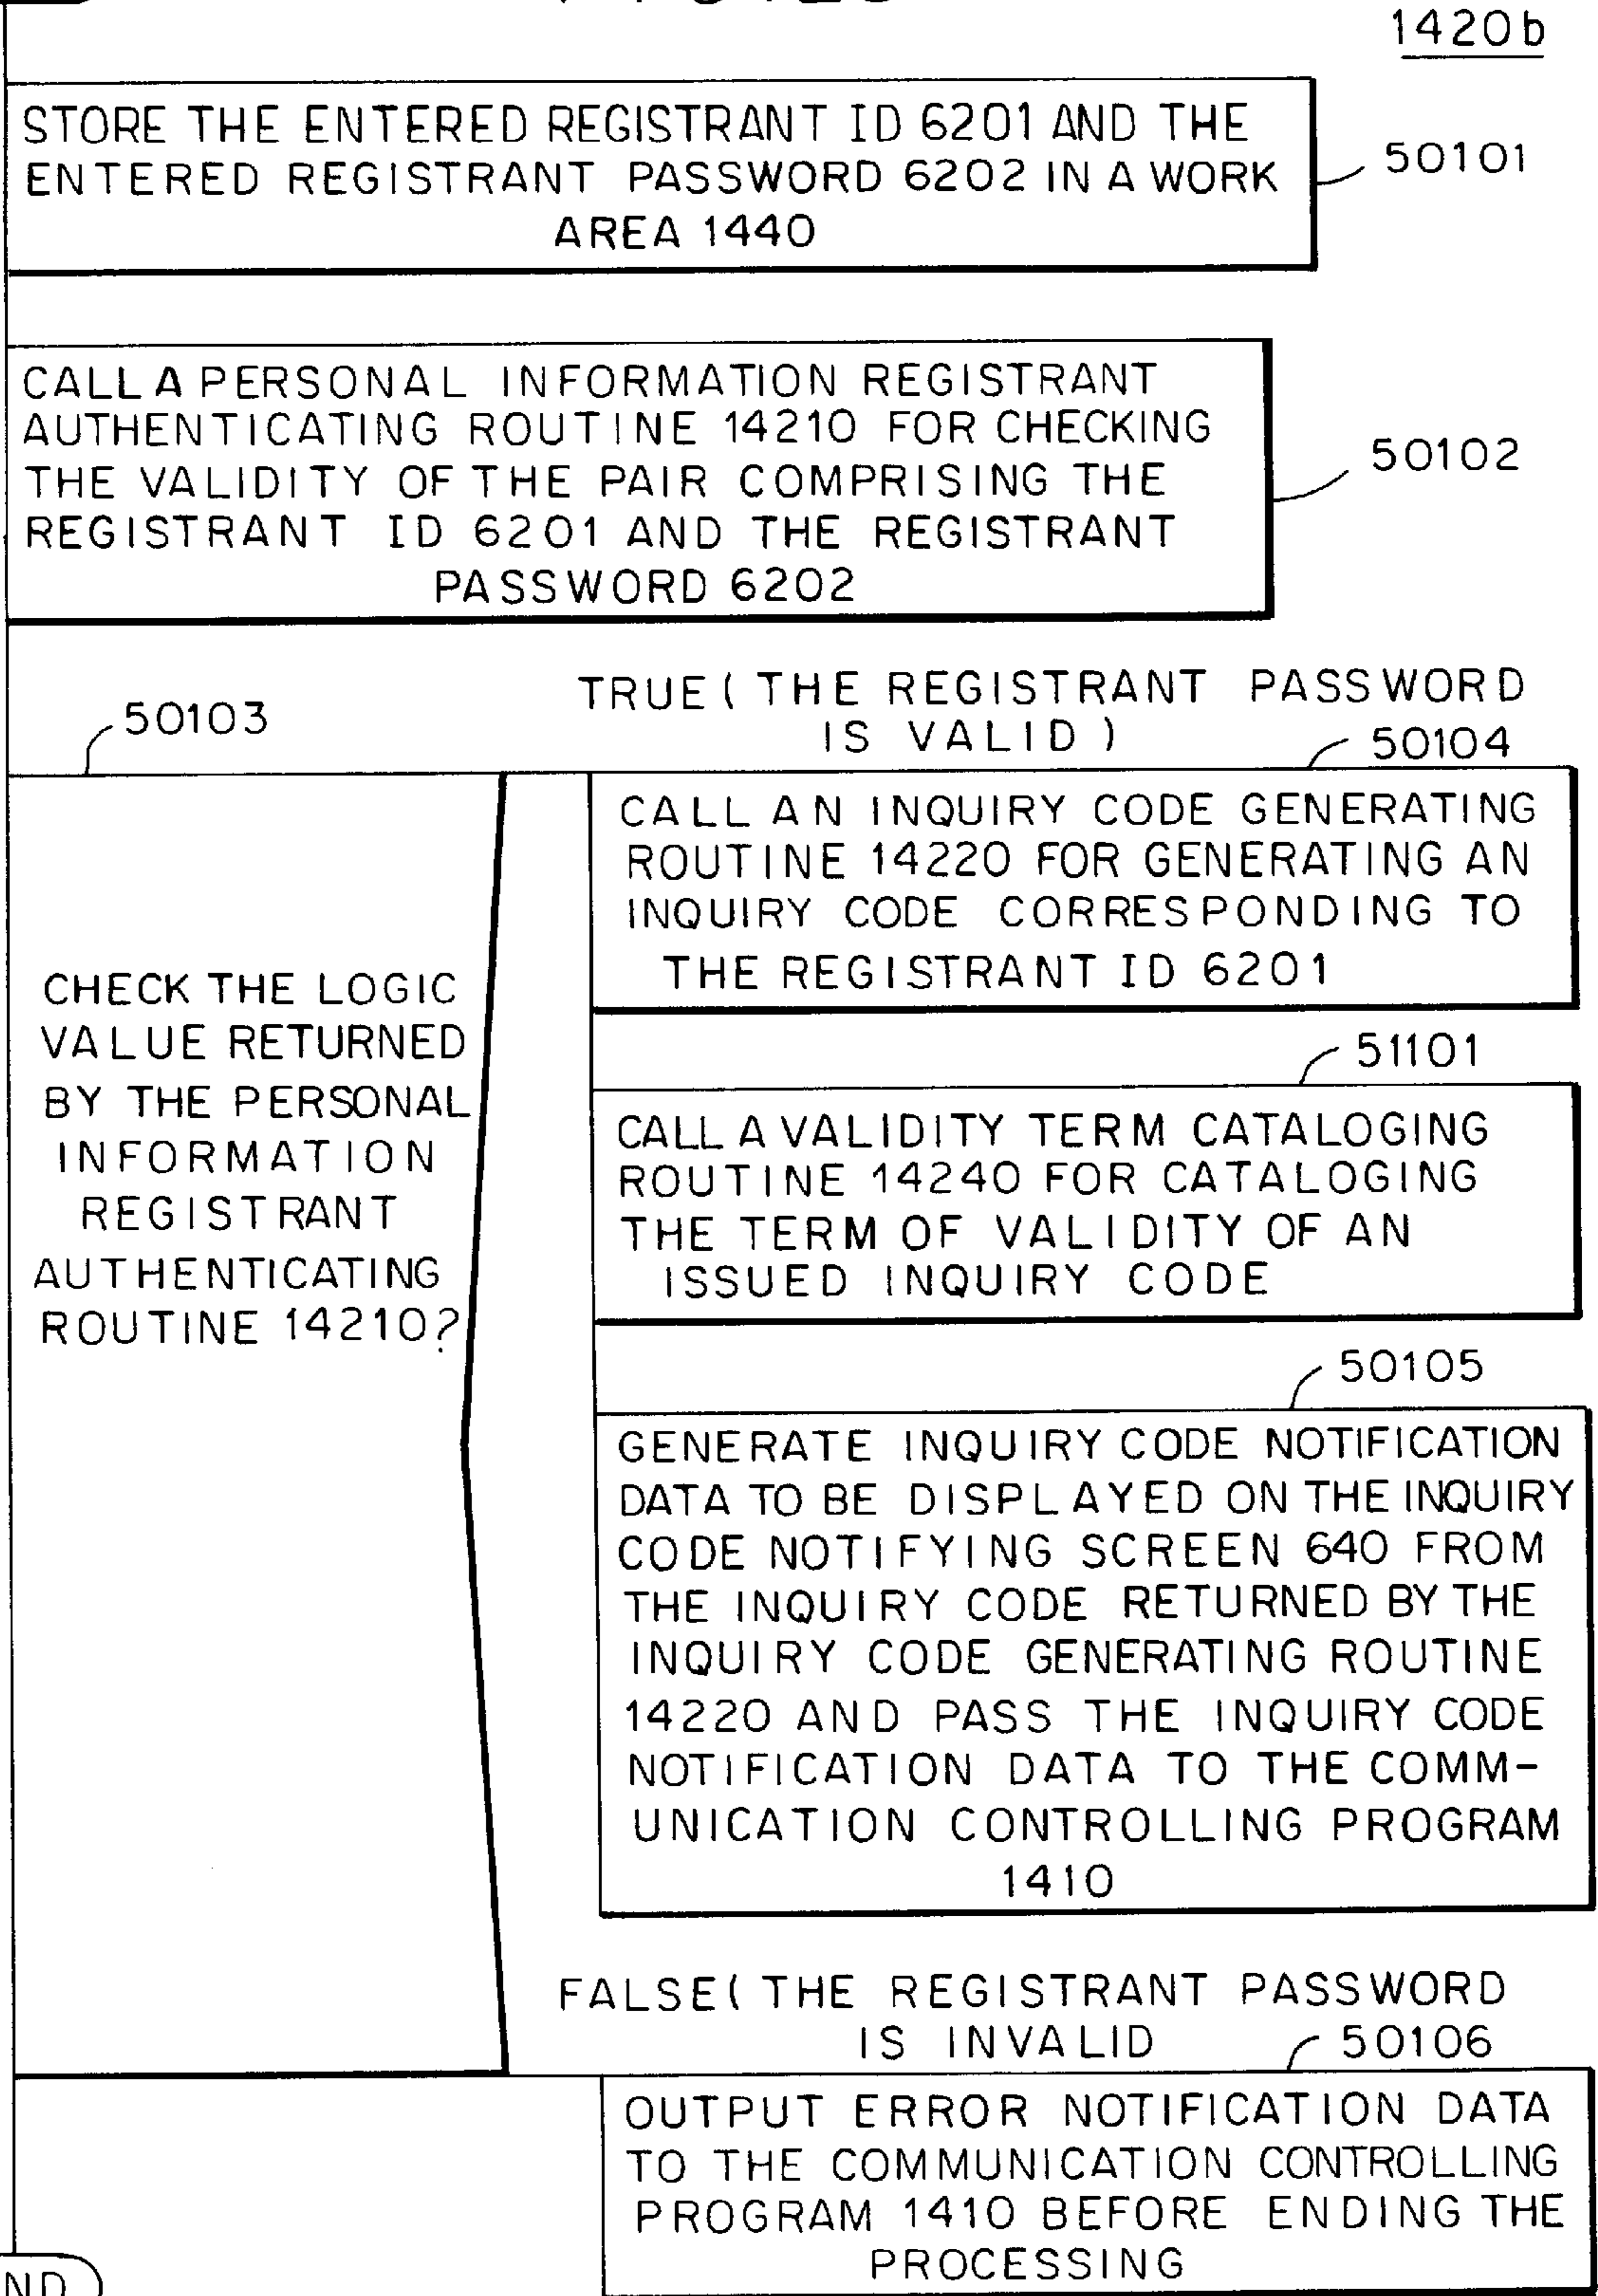 1420b
STORE THE ENTERED REGISTRANT ID 6201 AND THE
ENTERED REGISTRANT PASSWORD 6202 IN A WORK
AREA 1440
50101
CALL A PERSONAL INFORMATION REGISTRANT
AUTHENTICATING ROUTINE 14210 FOR CHECKING
THE VALIDITY OF THE PAIR COMPRISING THE
REGISTRANT ID 6201 AND THE REGISTRANT
PASSWORD 6202
50102
50103
TRUE ( THE REGISTRANT PASSWORD
IS VALID )
50104
CALL AN INQUIRY CODE GENERATING
ROUTINE 14220 FOR GENERATING AN
INQUIRY CODE CORRESPONDING TO
THE REGISTRANT ID 6201
CHECK THE LOGIC
VALUE RETURNED
BY THE PERSONAL
INFORMATION
REGISTRANT
AUTHENTICATING
ROUTINE 14210?
51101
CALL A VALIDITY TERM CATALOGING
ROUTINE 14240 FOR CATALOGING
THE TERM OF VALIDITY OF AN
ISSUED INQUIRY CODE
50105
GENERATE INQUIRY CODE NOTIFICATION
DATA TO BE DISPLAYED ON THE INQUIRY
CODE NOTIFYING SCREEN 640 FROM
THE INQUIRY CODE RETURNED BY THE
INQUIRY CODE GENERATING ROUTINE
14220 AND PASS THE INQUIRY CODE
NOTIFICATION DATA TO THE COMM-
UNICATION CONTROLLING PROGRAM
1410
FALSE( THE REGISTRANT PASSWORD
IS INVALID
50106
OUTPUT ERROR NOTIFICATION DATA
TO THE COMMUNICATION CONTROLLING
PROGRAM 1410 BEFORE ENDING THE
PROCESSING